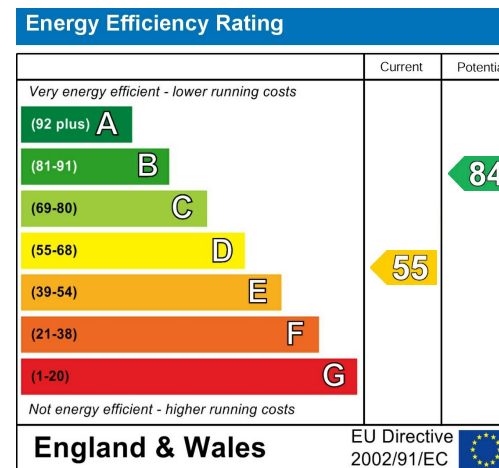 Energy Efficiency Rating
Current Potentia
Very energy efficient - lower running costs
(92 plus) A
(81-91) B
84
(69-80) C
(55-68) D
55
(39-54) E
(21-38) F
(1-20) G
Not energy efficient - higher running costs
England & Wales
EU Directive
2002/91/EC